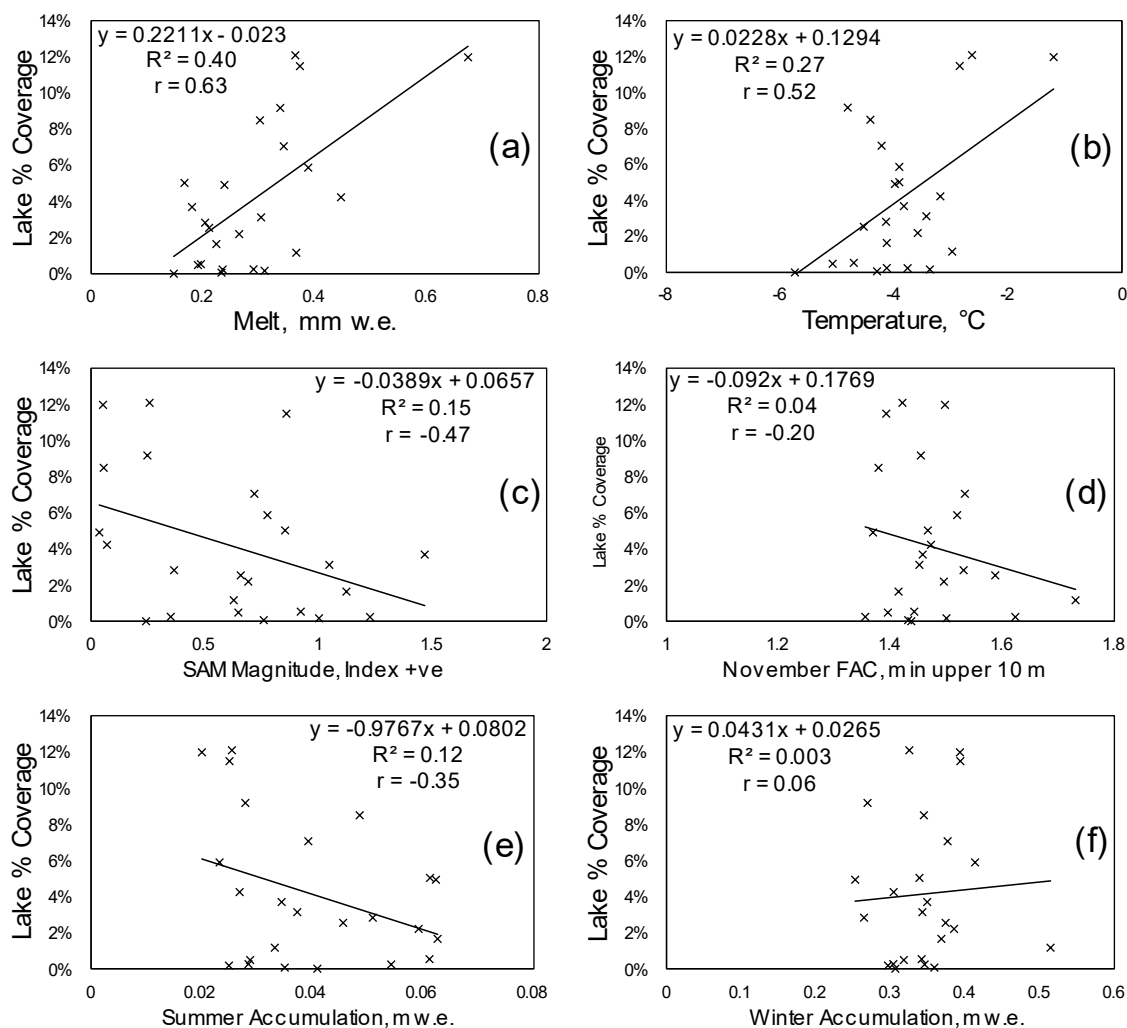 14%
12%
10%
8%
6%
4%
2%
0%
Lake % Coverage
y = 0.2211x - 0.023
R² = 0.40
r = 0.63
(a)
0 0.2 0.4 0.6 0.8
Melt, mm w.e.
14%
12%
10%
8%
6%
4%
2%
0%
Lake % Coverage
y = 0.0228x + 0.1294
R² = 0.27
r = 0.52
(b)
-8 -6 -4 -2 0
Temperature, °C
14%
12%
10%
8%
6%
4%
2%
0%
Lake % Coverage
y = -0.0389x + 0.0657
R² = 0.15
r = -0.47
(c)
0 0.5 1 1.5 2
SAM Magnitude, Index +ve
14%
12%
10%
8%
6%
4%
2%
0%
Lake % Coverage
y = -0.092x + 0.1769
R² = 0.04
r = -0.20
(d)
1 1.2 1.4 1.6 1.8
November FAC, m in upper 10 m
14%
12%
10%
8%
6%
4%
2%
0%
Lake % Coverage
y = -0.9767x + 0.0802
R² = 0.12
r = -0.35
(e)
0 0.02 0.04 0.06 0.08
Summer Accumulation, m w.e.
14%
12%
10%
8%
6%
4%
2%
0%
Lake % Coverage
y = 0.0431x + 0.0265
R² = 0.003
r = 0.06
(f)
0 0.1 0.2 0.3 0.4 0.5 0.6
Winter Accumulation, m w.e.